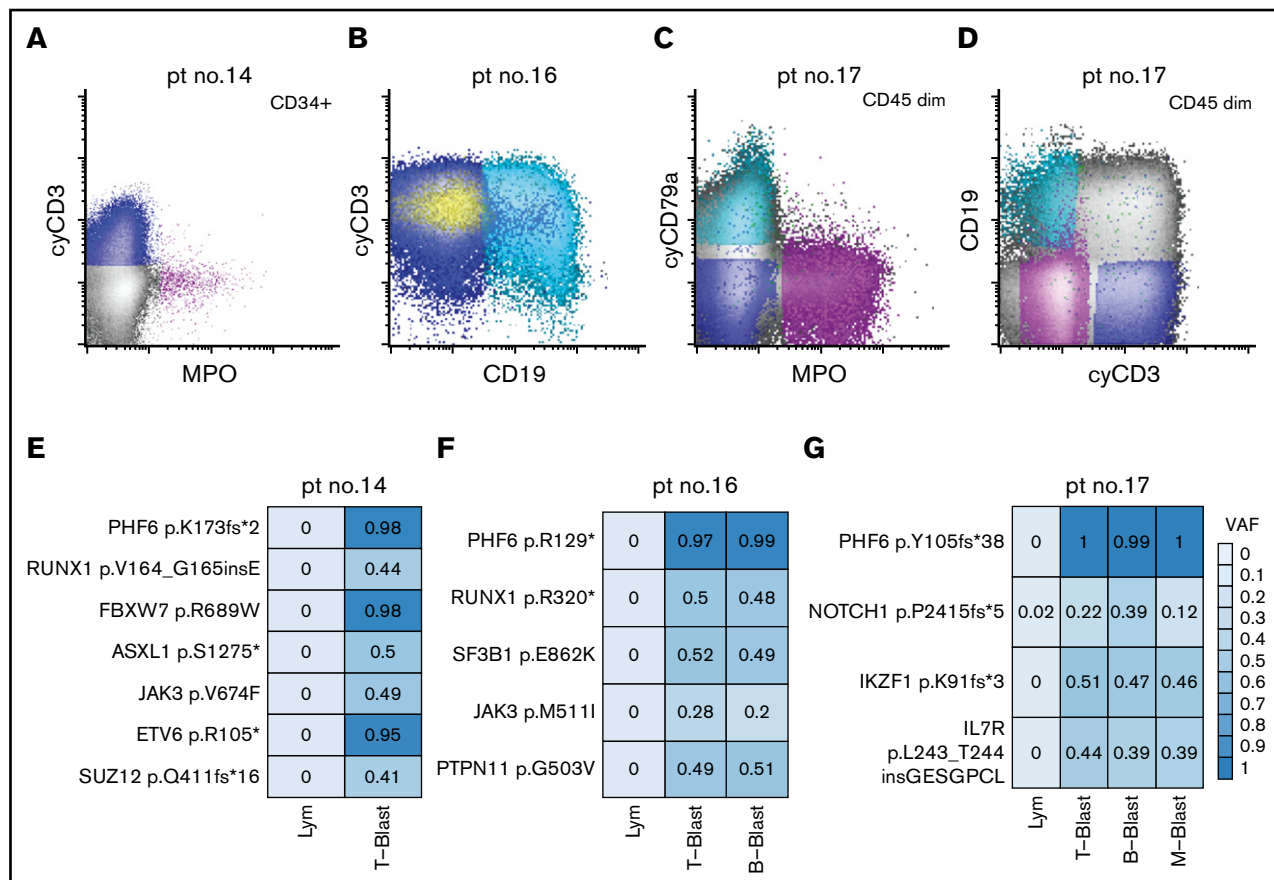 A
B
C
D
pt no.14
pt no.16
pt no.17
pt no.17
CD34+
CD45 dim
CD45 dim
cyCD3
MPO
cyCD3
CD19
cyCD79a
MPO
CD19
cyCD3
E
pt no.14
PHF6 p.K173fs*2 0 0.98
RUNX1 p.V164_G165insE 0 0.44
FBXW7 p.R689W 0 0.98
ASXL1 p.S1275* 0 0.5
JAK3 p.V674F 0 0.49
ETV6 p.R105* 0 0.95
SUZ12 p.Q411fs*16 0 0.41
Lym
T-Blast
F
pt no.16
PHF6 p.R129* 0 0.97 0.99
RUNX1 p.R320* 0 0.5 0.48
SF3B1 p.E862K 0 0.52 0.49
JAK3 p.M511I 0 0.28 0.2
PTPN11 p.G503V 0 0.49 0.51
Lym
T-Blast
B-Blast
G
pt no.17
PHF6 p.Y105fs*38 0 1 0.99 1
NOTCH1 p.P2415fs*5 0.02 0.22 0.39 0.12
IKZF1 p.K91fs*3 0 0.51 0.47 0.46
IL7R
p.L243_T244
insGESGPCL
0 0.44 0.39 0.39
Lym
T-Blast
B-Blast
M-Blast
VAF
0
0.1
0.2
0.3
0.4
0.5
0.6
0.7
0.8
0.9
1